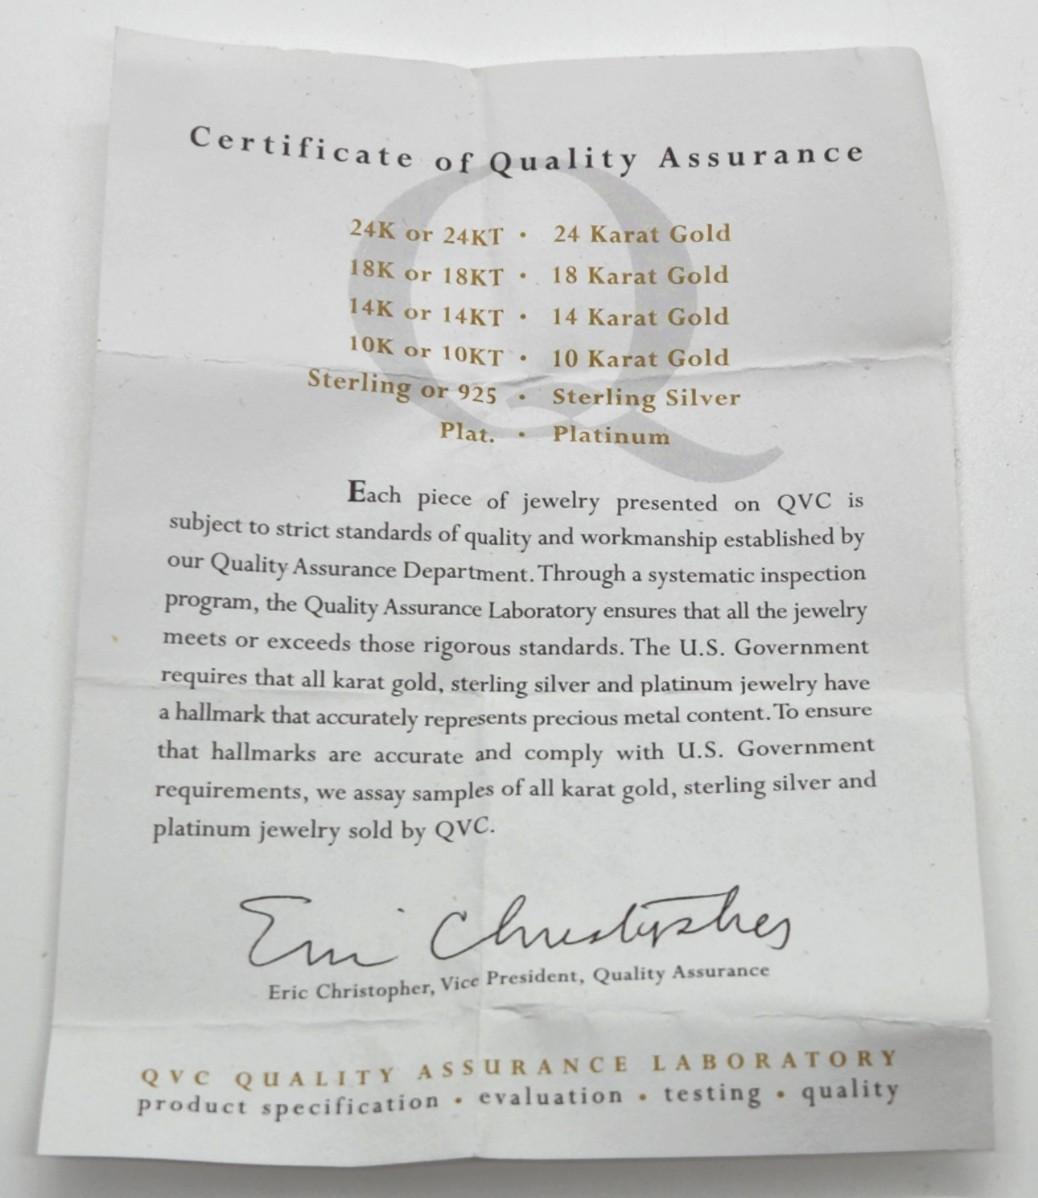 Certificate of Quality Assurance
24K or 24KT • 24 Karat Gold
18K or 18KT • 18 Karat Gold
14K or 14KT • 14 Karat Gold
10K or 10KT • 10 Karat Gold
Sterling or 925 • Sterling Silver
Plat. • Platinum
Each piece of jewelry presented on QVC is
subject to strict standards of quality and workmanship established by
our Quality Assurance Department. Through a systematic inspection
program, the Quality Assurance Laboratory ensures that all the jewelry
meets or exceeds those rigorous standards. The U.S. Government
requires that all karat gold, sterling silver and platinum jewelry have
a hallmark that accurately represents precious metal content. To ensure
that hallmarks are accurate and comply with U.S. Government
requirements, we assay samples of all karat gold, sterling silver and
platinum jewelry sold by QVC.
Eric Christopher
Eric Christopher, Vice President, Quality Assurance
QVC QUALITY ASSURANCE LABORATORY
product specification • evaluation • testing • quality